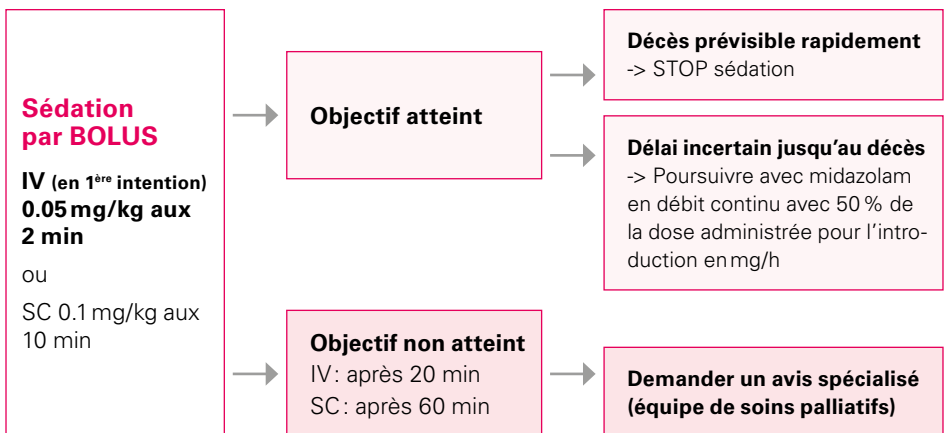 Sédation
par BOLUS
IV (en 1ère intention)
0.05 mg/kg aux
2 min
ou
SC 0.1 mg/kg aux
10 min
Objectif atteint
Décès prévisible rapidement
-> STOP sédation
Délai incertain jusqu'au décès
-> Poursuivre avec midazolam
en débit continu avec 50 % de
la dose administrée pour l'intro-
duction en mg/h
Objectif non atteint
IV : après 20 min
SC : après 60 min
Demander un avis spécialisé
(équipe de soins palliatifs)